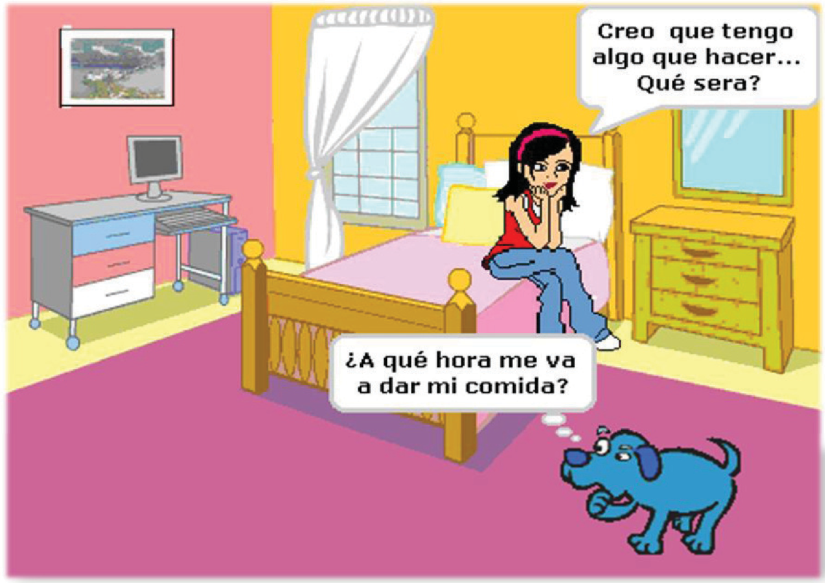 Creo que tengo
algo que hacer...
Qué sera?
¿A qué hora me va
a dar mi comida?